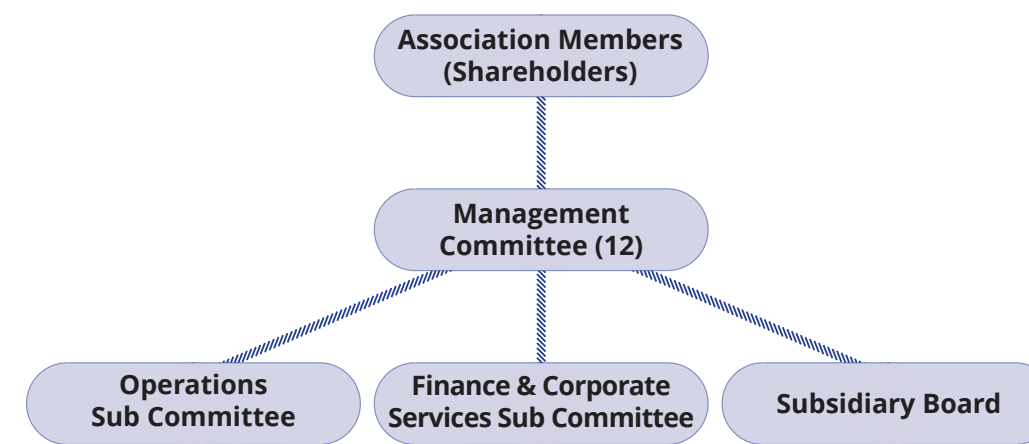 Association Members
(Shareholders)
Management
Committee (12)
Operations
Sub Committee
Finance & Corporate
Services Sub Committee
Subsidiary Board